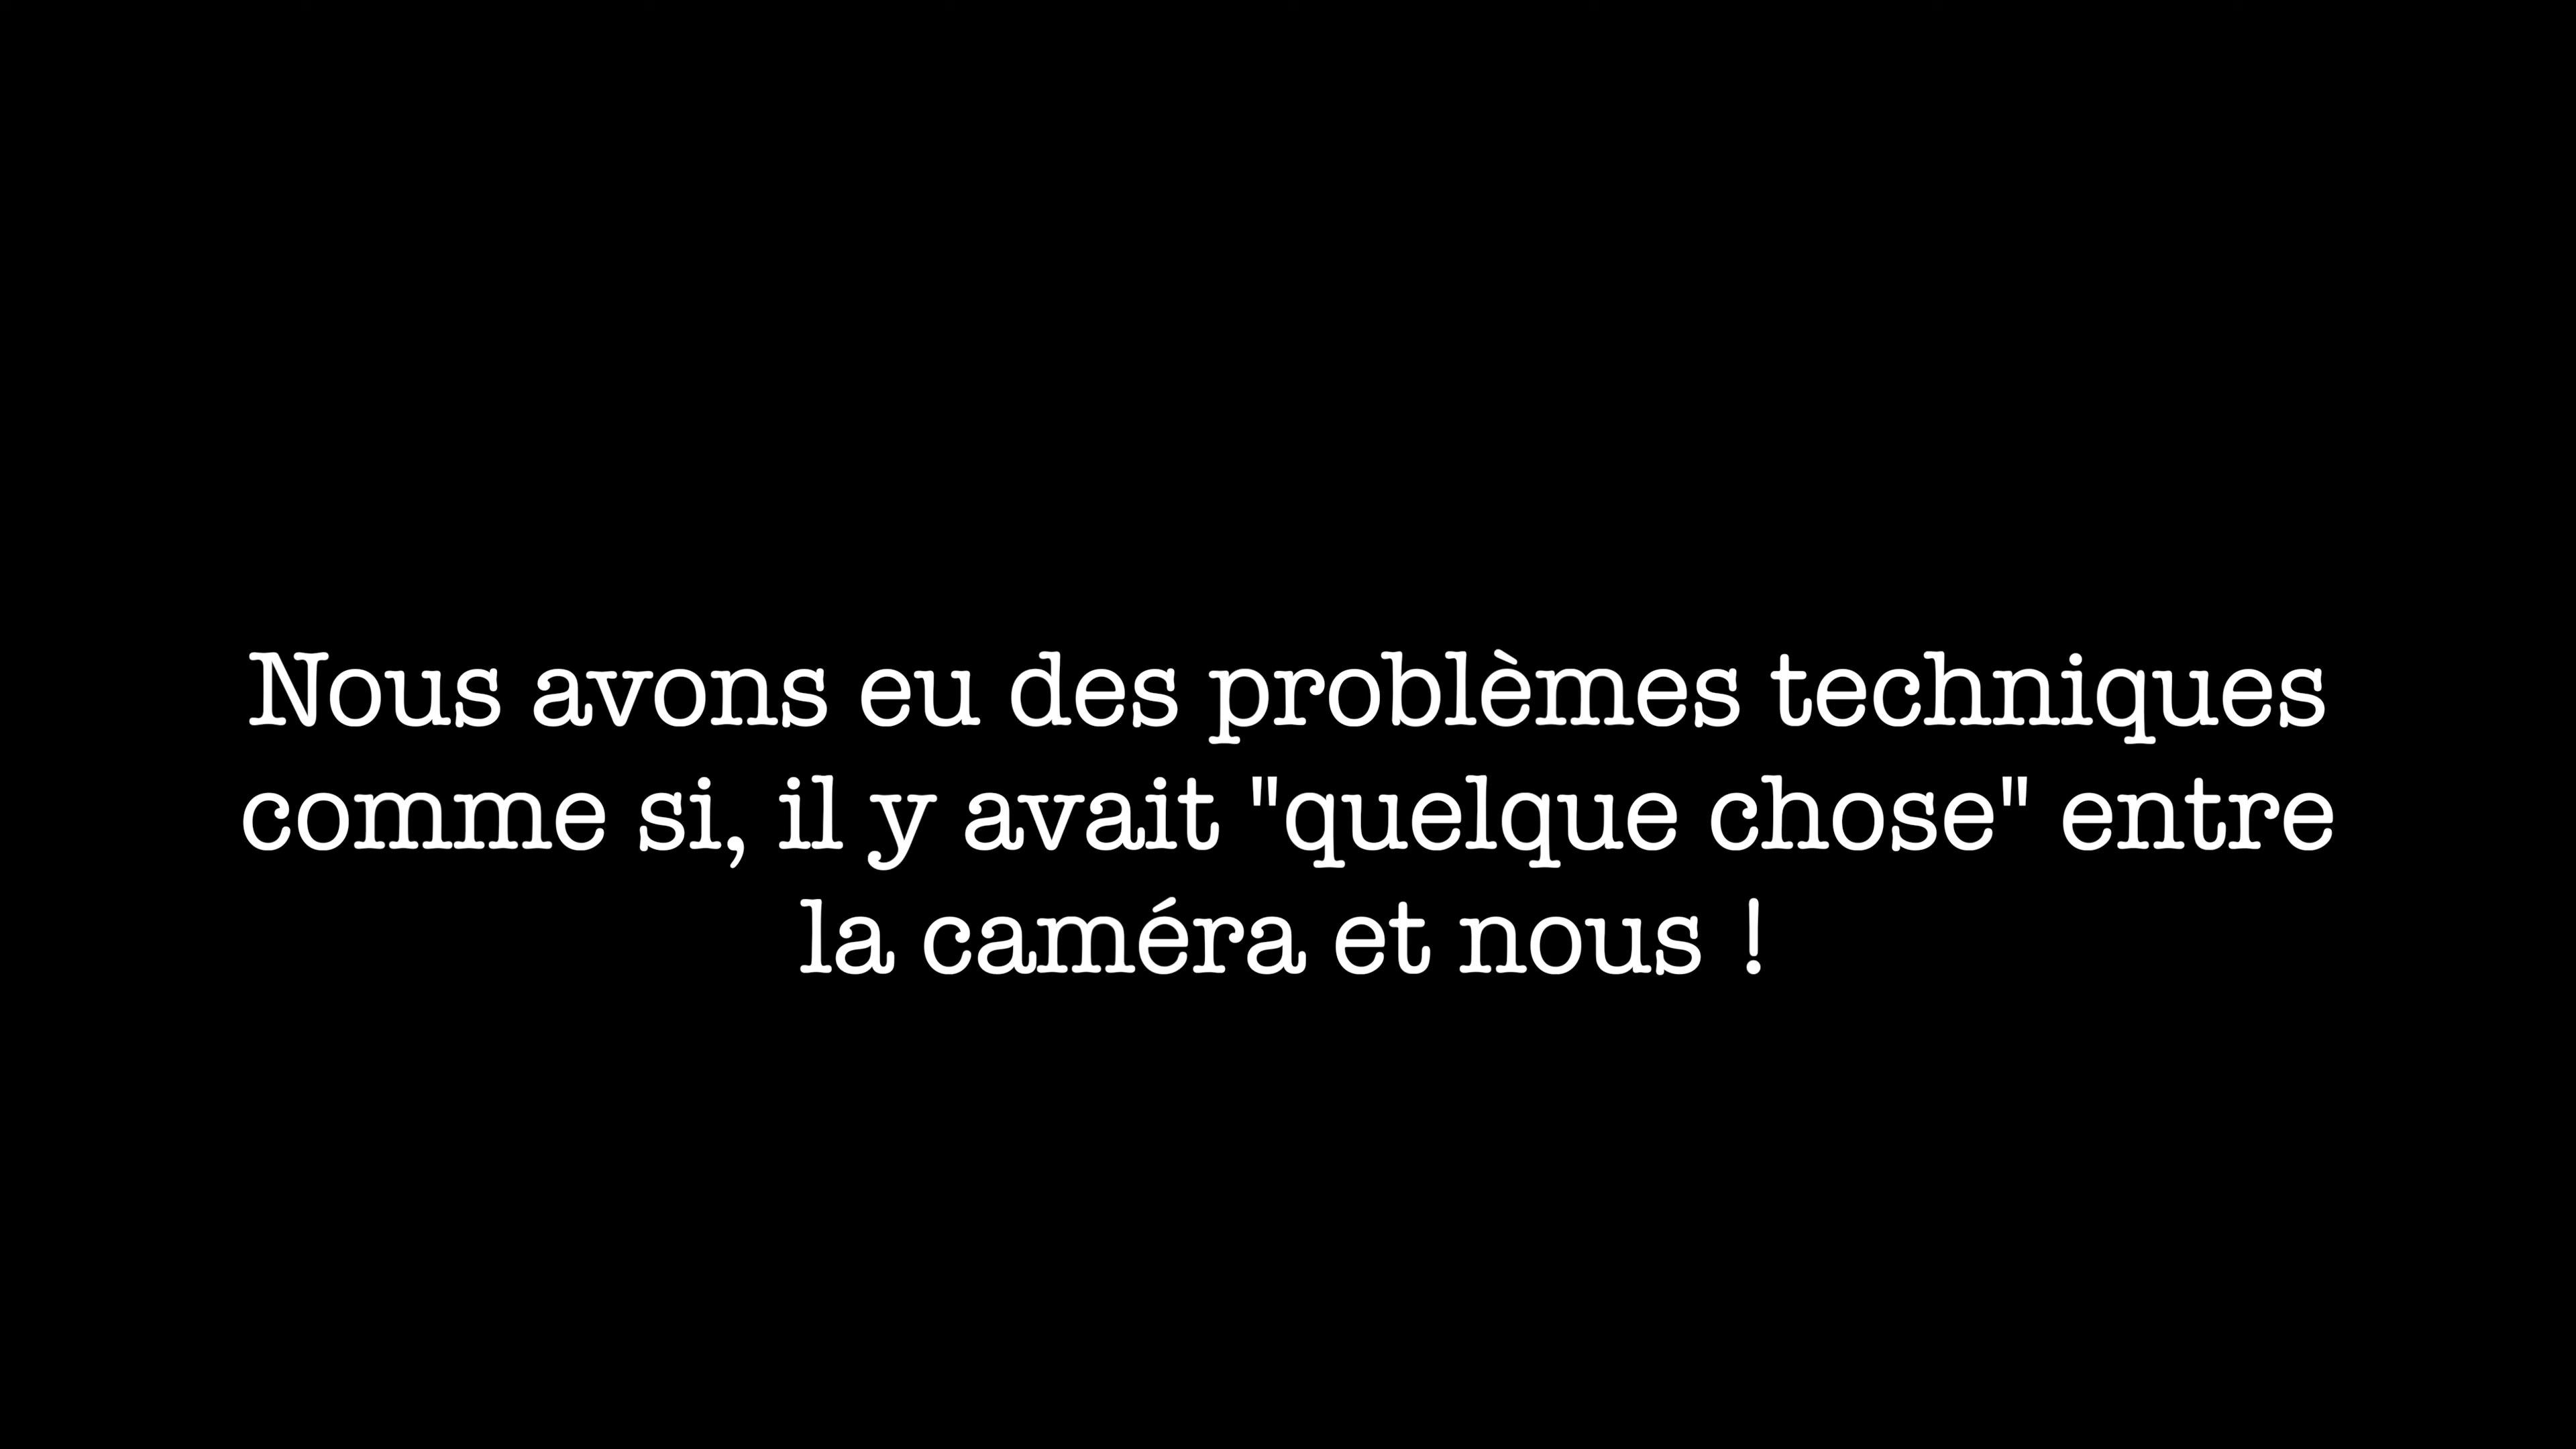 Nous avons eu des problèmes techniques
comme si, il y avait "quelque chose" entre
la caméra et nous !